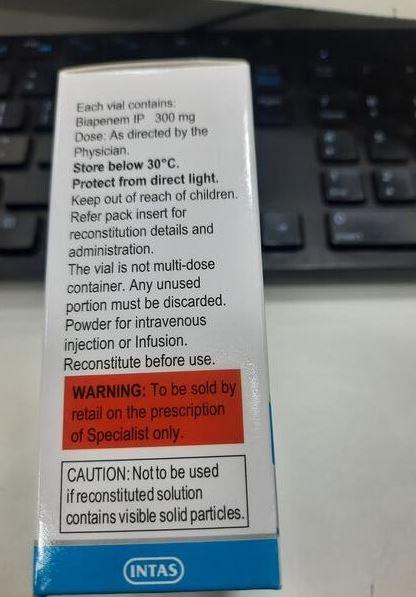 Each vial contains:
Biapenem IP 300 mg
Dose: As directed by the
Physician.
Store below 30°C.
Protect from direct light.
Keep out of reach of children.
Refer pack insert for
reconstitution details and
administration.
The vial is not multi-dose
container. Any unused
portion must be discarded.
Powder for intravenous
injection or Infusion.
Reconstitute before use.
WARNING: To be sold by
retail on the prescription
of Specialist only.
CAUTION: Not to be used
if reconstituted solution
contains visible solid particles.
INTAS